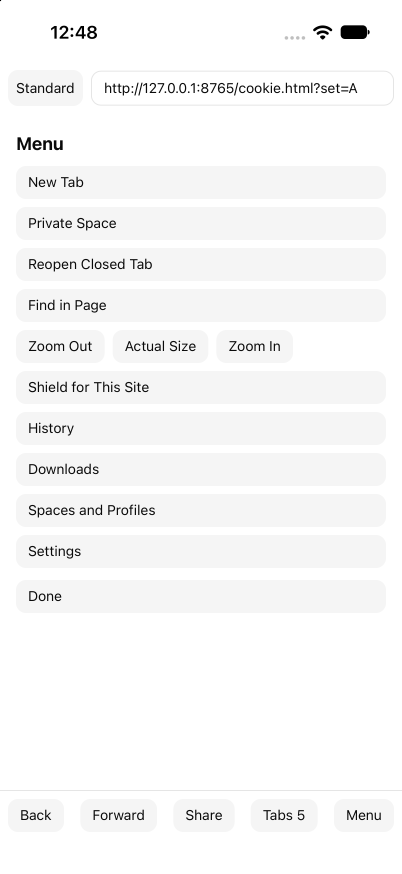 12:48
Standard http://127.0.0.1:8765/cookie.html?set=A
Menu
New Tab
Private Space
Reopen Closed Tab
Find in Page
Zoom Out Actual Size Zoom In
Shield for This Site
History
Downloads
Spaces and Profiles
Settings
Done
Back Forward Share Tabs 5 Menu